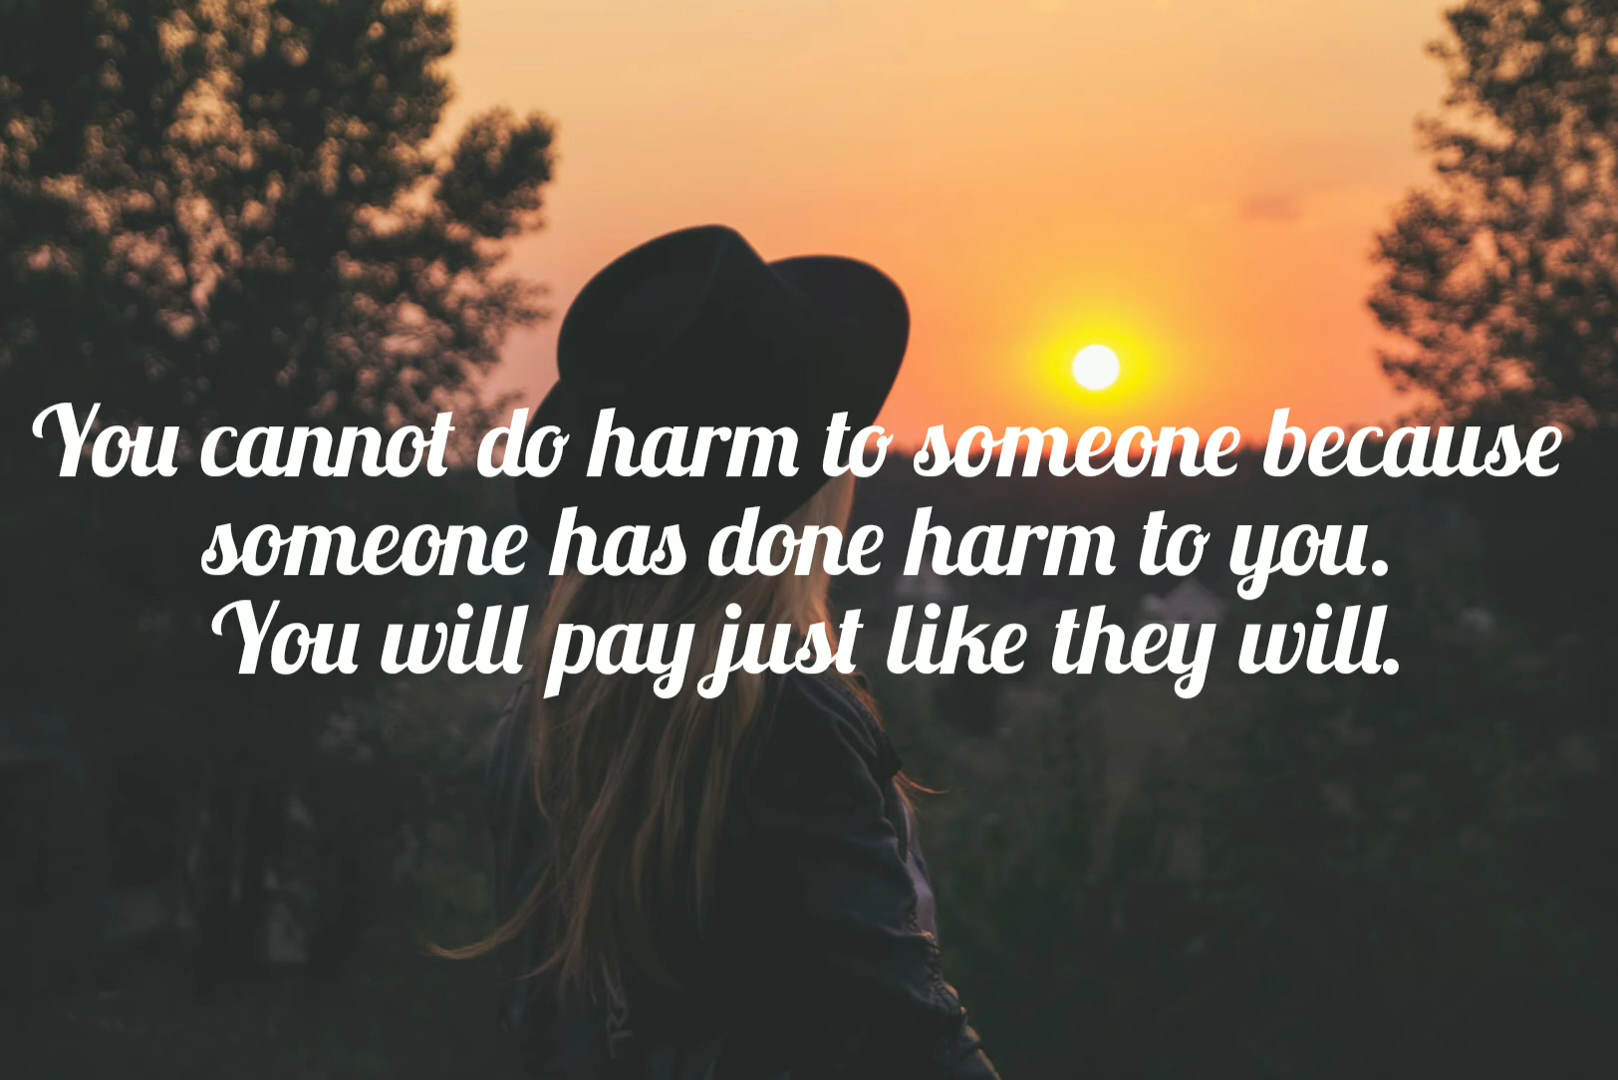 You cannot do harm to someone because
someone has done harm to you.
You will pay just like they will.